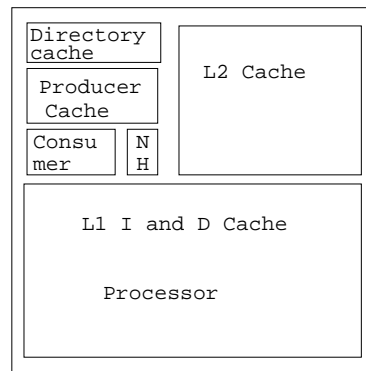 Directory
cache
Producer
Cache
Consu
mer
N
H
L2 Cache
L1 I and D Cache
Processor